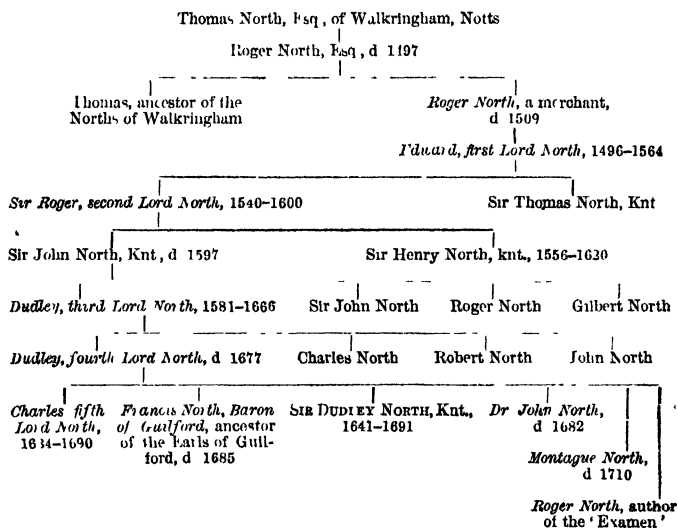 Thomas North, Esq, of Walkringham, Notts
Roger North, Esq, d 1497
Thomas, ancestor of the
Norths of Walkringham
Roger North, a merchant,
d 1509
Edward, first Lord North, 1496–1564
Sir Roger, second Lord North, 1540–1600
Sir Thomas North, Knt
Sir John North, Knt, d 1597
Sir Henry North, knt., 1556–1620
Dudley, third Lord North, 1581–1666
Sir John North
Roger North
Gilbert North
Dudley, fourth Lord North, d 1677
Charles North
Robert North
John North
Charles fifth
Lord North,
1634–1690
Francis North, Baron
of Guilford, ancestor
of the Earls of Guil-
ford, d 1685
SIR DUDLEY NORTH, Knt.,
1641–1691
Dr John North,
d 1682
Montague North,
d 1710
Roger North, author
of the 'Examen'